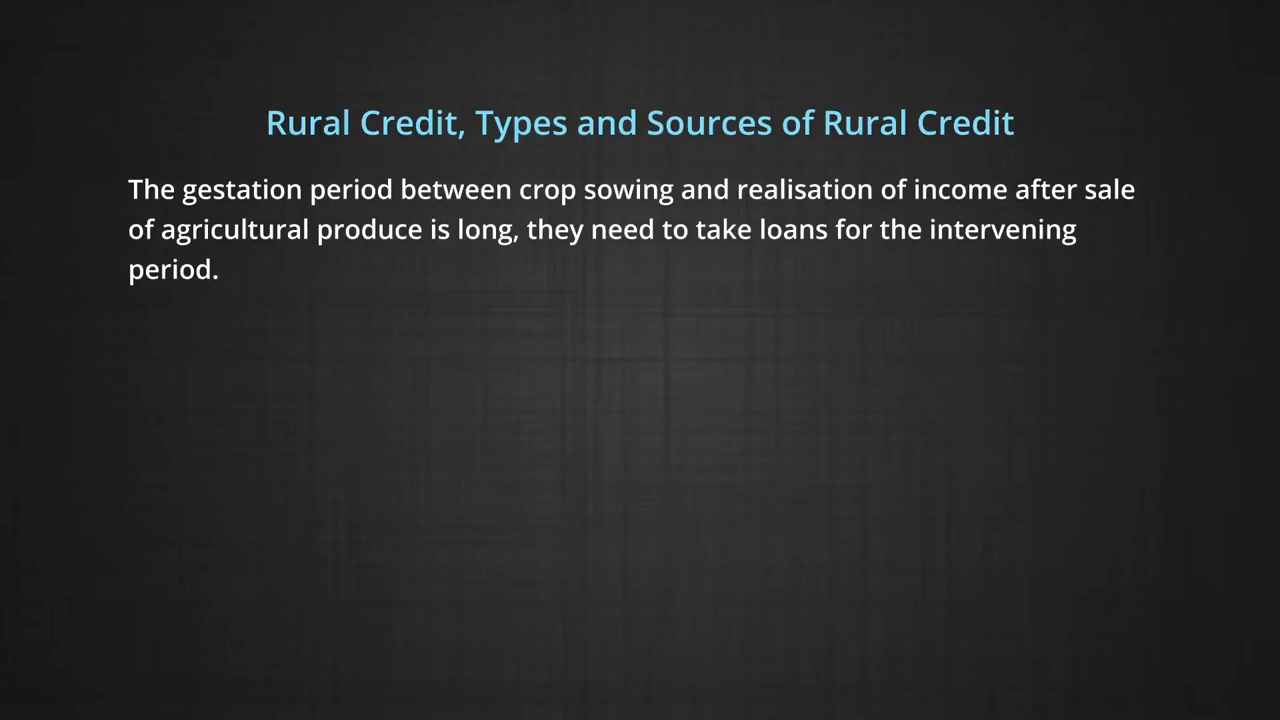 Rural Credit, Types and Sources of Rural Credit
The gestation period between crop sowing and realisation of income after sale
of agricultural produce is long, they need to take loans for the intervening
period.